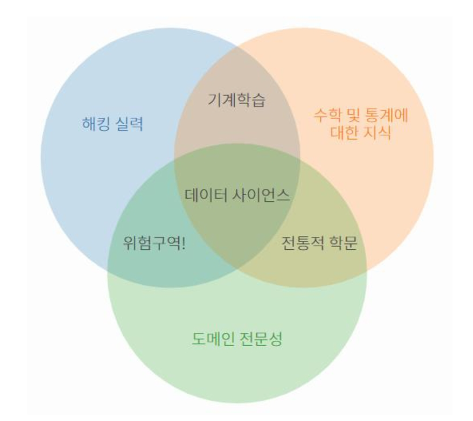 기계학습
해킹 실력
수학 및 통계에
대한 지식
데이터 사이언스
위험구역!
전통적 학문
도메인 전문성